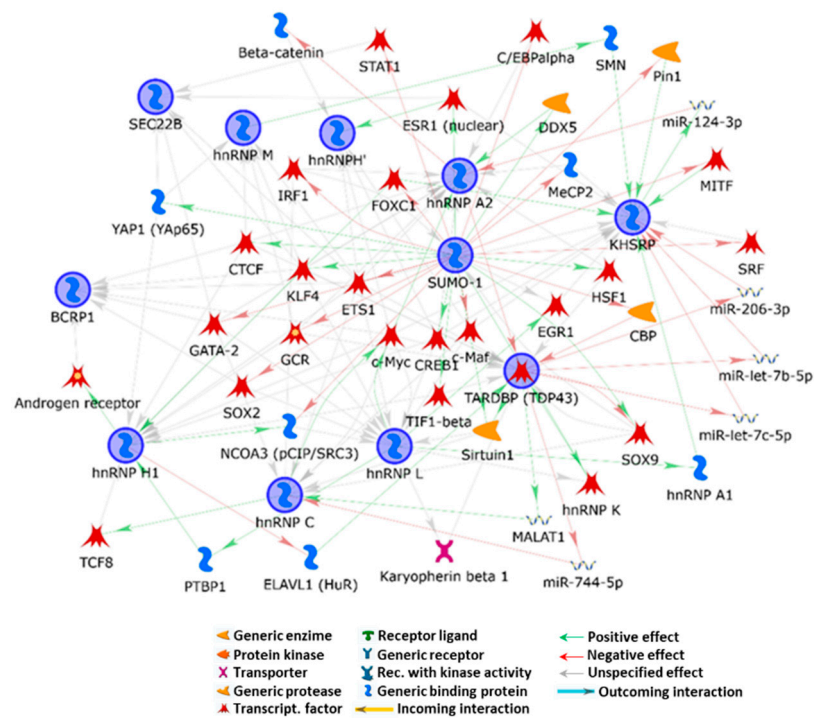 Beta-catenin
STAT1
C/EBPalpha
SMN
Pin1
SEC22B
hnRNP M
hnRNPH'
ESR1 (nuclear)
DDX5
miR-124-3p
IRF1
FOXC1
hnRNP A2
MeCP2
MITF
YAP1 (YAp65)
KHSRP
CTCF
SUMO-1
SRF
BCRP1
KLF4
ETS1
HSF1
miR-206-3p
GATA-2
GCR
c-Myc
CREB1
c-Maf
EGR1
CBP
miR-let-7b-5p
Androgen receptor
SOX2
TIF1-beta
TARDBP (TDP43)
miR-let-7c-5p
hnRNP H1
NCOA3 (pCIP/SRC3)
hnRNP L
Sirtuin1
SOX9
hnRNP A1
hnRNP C
hnRNP K
TCF8
PTBP1
ELAVL1 (HuR)
Karyopherin beta 1
MALAT1
miR-744-5p
Generic enzime
Receptor ligand
Positive effect
Protein kinase
Generic receptor
Negative effect
Transporter
Rec. with kinase activity
Unspecified effect
Generic protease
Generic binding protein
Outcoming interaction
Transcript. factor
Incoming interaction